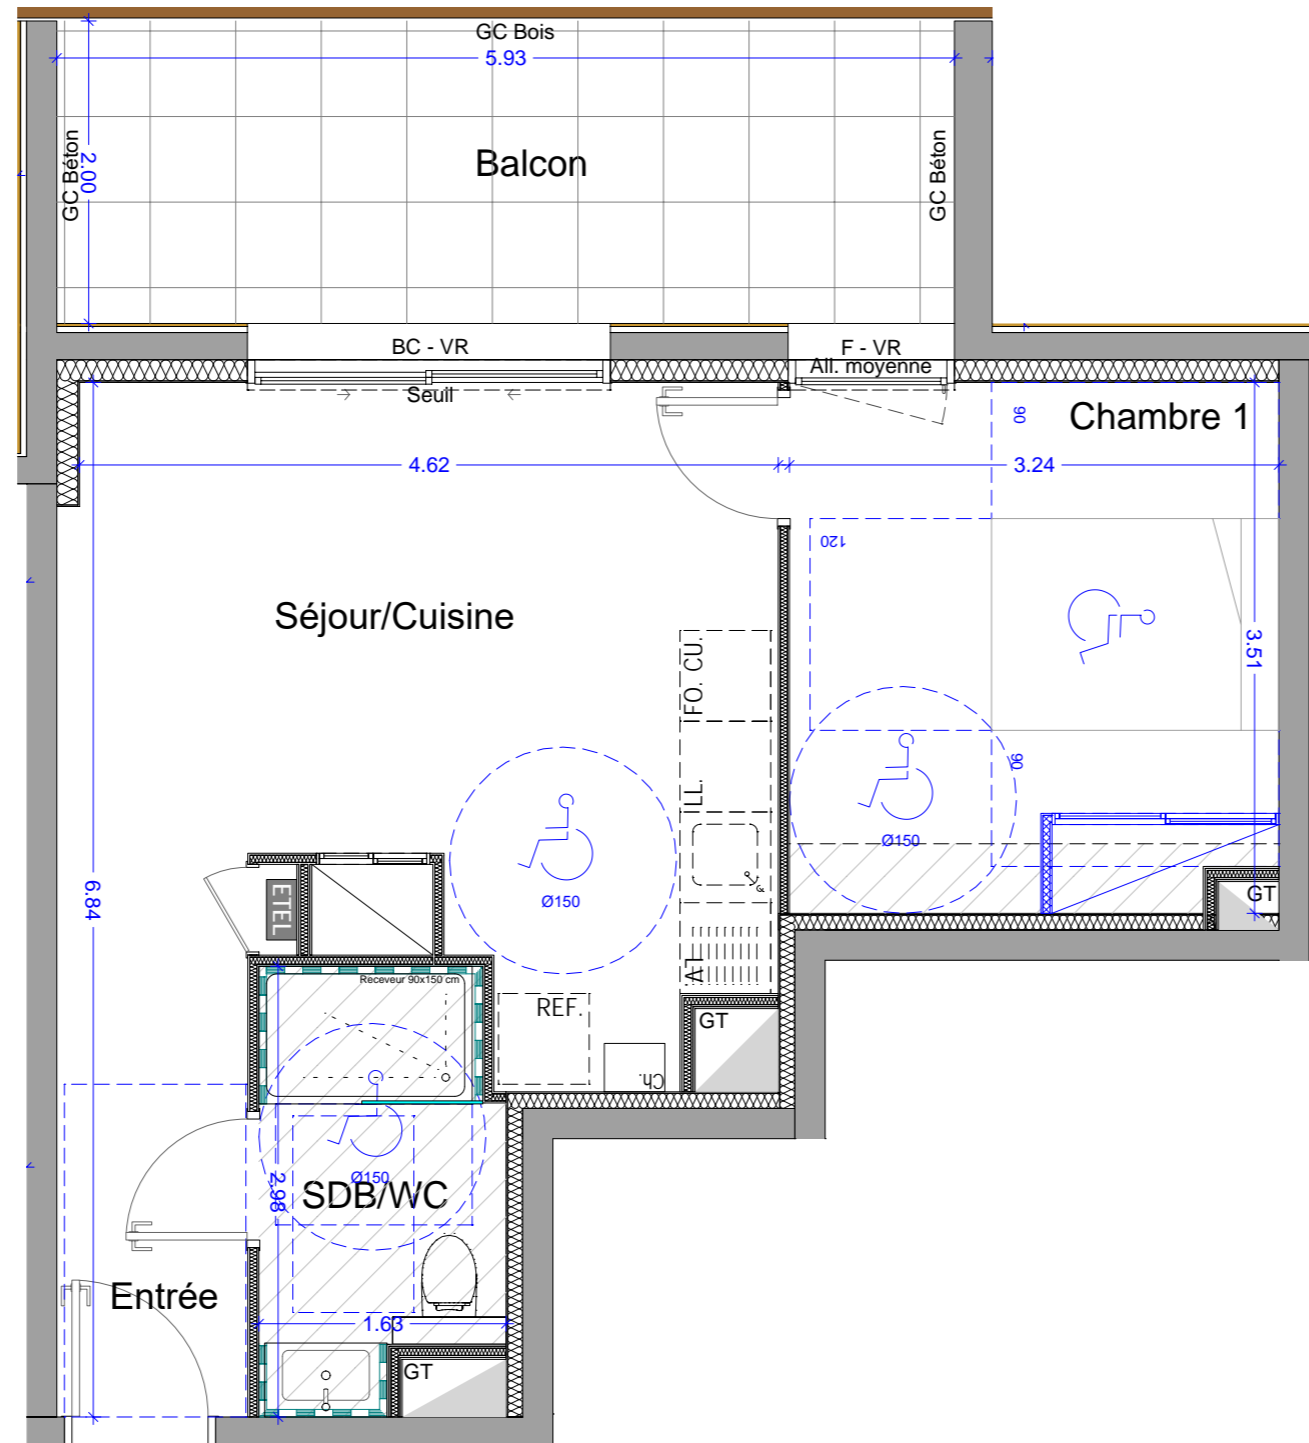 GC Bois
5.93
GC Béton
2.00
Balcon
GC Béton
BC - VR
F - VR
All. moyenne
Seuil
Chambre 1
90
4.62
3.24
120
Séjour/Cuisine
FO. CU.
3.51
LL.
90
Ø150
Ø150
6.84
ETEL
GT
Receveur 90x150 cm
A.L
REF.
GT
Ch.
Ø150
2.98
SDB/WC
Entrée
1.63
GT